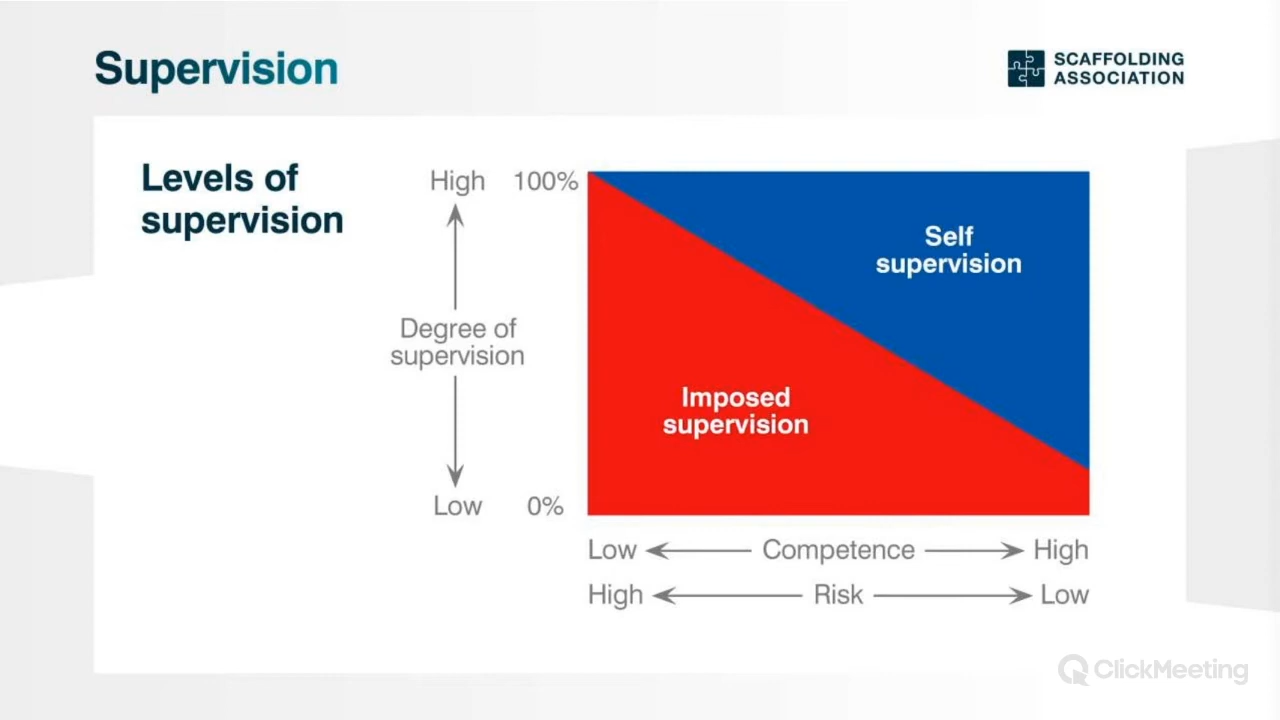 Supervision
SCAFFOLDING
ASSOCIATION
Levels of
supervision
High 100%
Self
supervision
Degree of
supervision
Imposed
supervision
Low 0%
Low Competence High
High Risk Low
ClickMeeting